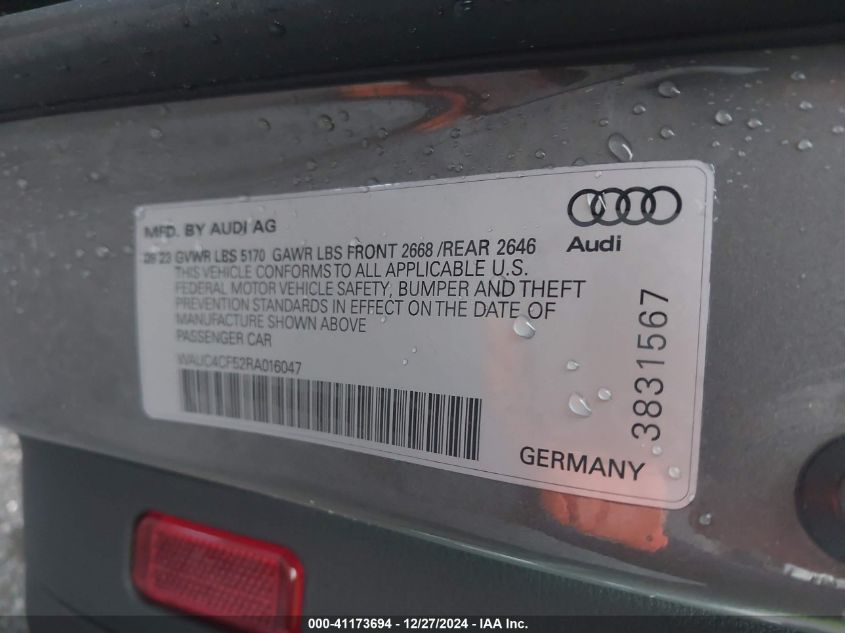 MFD. BY AUDI AG
Audi
09 23 GVWR LBS 5170 GAWR LBS FRONT 2668 /REAR 2646
THIS VEHICLE CONFORMS TO ALL APPLICABLE U.S.
FEDERAL MOTOR VEHICLE SAFETY, BUMPER AND THEFT
PREVENTION STANDARDS IN EFFECT ON THE DATE OF
MANUFACTURE SHOWN ABOVE
PASSENGER CAR
WAUC4CF52RA016047
3831567
GERMANY
000-41173694 - 12/27/2024 - IAA Inc.